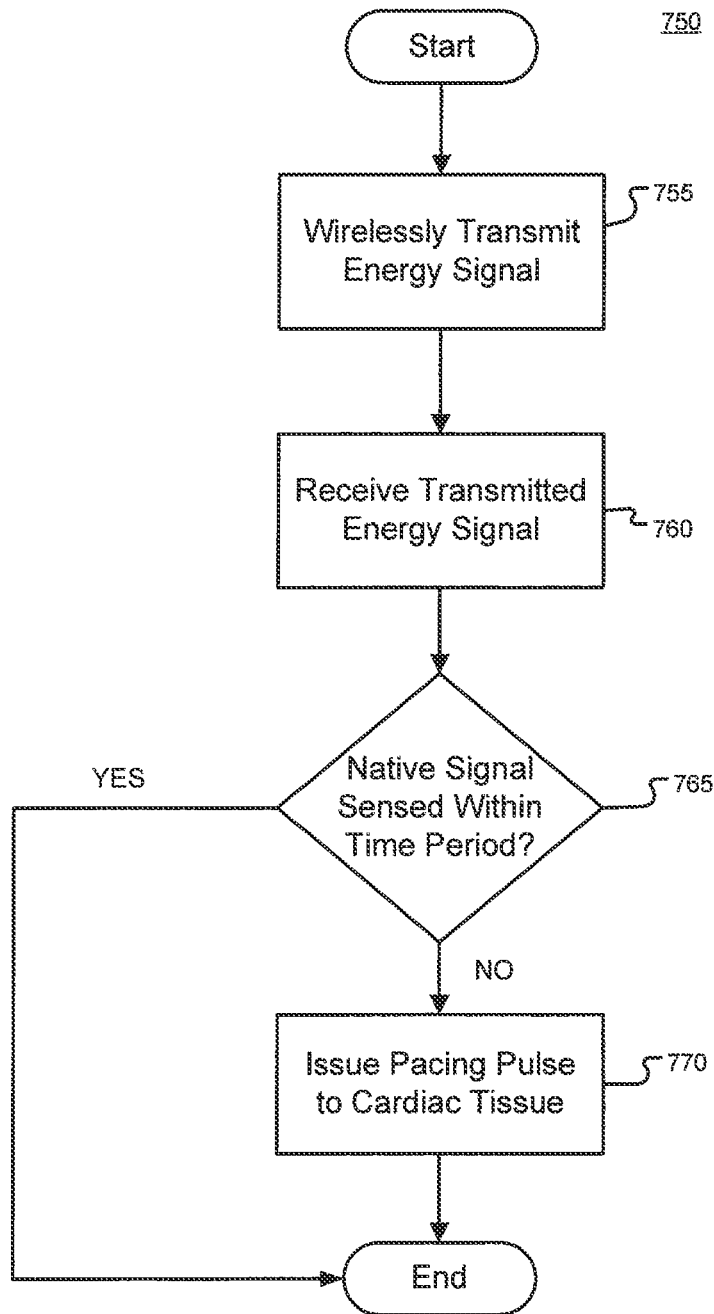 750
Start
Wirelessly Transmit
Energy Signal
755
Receive Transmitted
Energy Signal
760
YES
Native Signal
Sensed Within
Time Period?
765
NO
Issue Pacing Pulse
to Cardiac Tissue
770
End